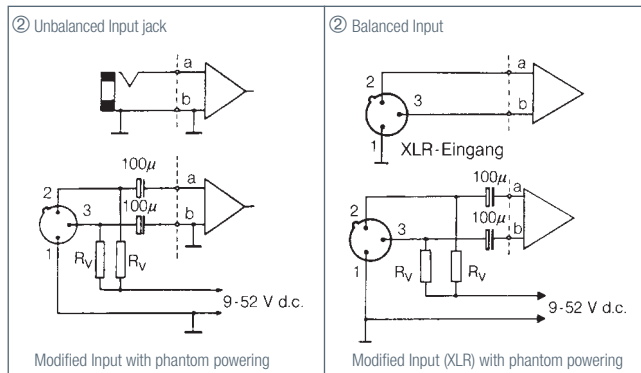 ② Unbalanced Input jack
a
b
100µ
2
a
3
100µ
b
1
R_V
R_V
9-52 V d.c.
Modified Input with phantom powering
② Balanced Input
a
2
3
b
1
XLR-Eingang
100µ
a
2
100µ
3
b
1
R_V
R_V
9-52 V d.c.
Modified Input (XLR) with phantom powering